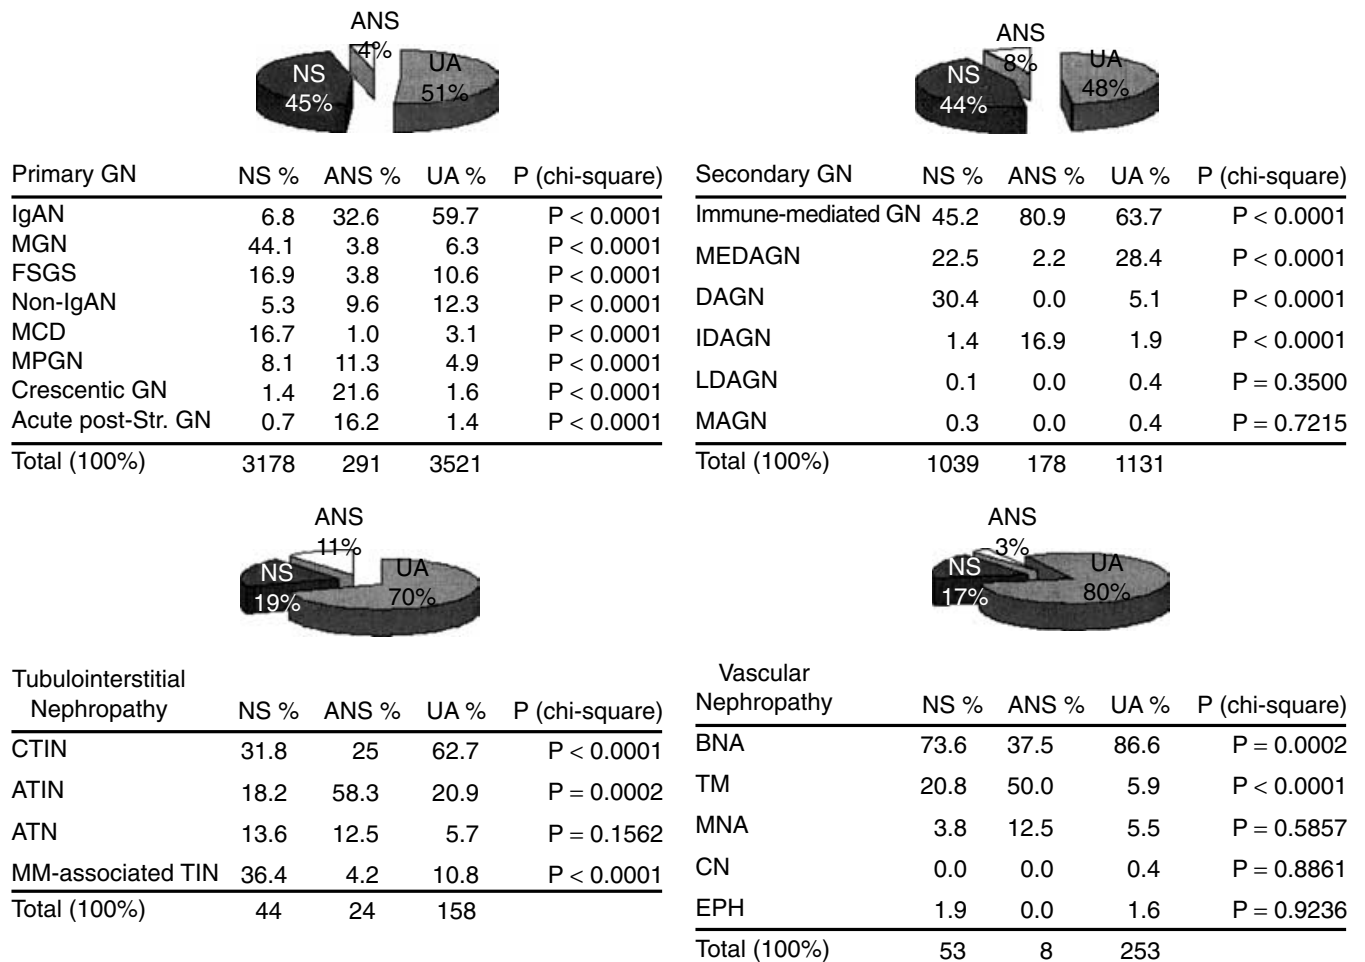 ANS
4%
NS
45%
UA
51%
Primary GN NS % ANS % UA % P (chi-square)
IgAN 6.8 32.6 59.7 P < 0.0001
MGN 44.1 3.8 6.3 P < 0.0001
FSGS 16.9 3.8 10.6 P < 0.0001
Non-IgAN 5.3 9.6 12.3 P < 0.0001
MCD 16.7 1.0 3.1 P < 0.0001
MPGN 8.1 11.3 4.9 P < 0.0001
Crescentic GN 1.4 21.6 1.6 P < 0.0001
Acute post-Str. GN 0.7 16.2 1.4 P < 0.0001
Total (100%) 3178 291 3521
ANS
8%
NS
44%
UA
48%
Secondary GN NS % ANS % UA % P (chi-square)
Immune-mediated GN 45.2 80.9 63.7 P < 0.0001
MEDAGN 22.5 2.2 28.4 P < 0.0001
DAGN 30.4 0.0 5.1 P < 0.0001
IDAGN 1.4 16.9 1.9 P < 0.0001
LDAGN 0.1 0.0 0.4 P = 0.3500
MAGN 0.3 0.0 0.4 P = 0.7215
Total (100%) 1039 178 1131
ANS
11%
NS
19%
UA
70%
Tubulointerstitial
Nephropathy NS % ANS % UA % P (chi-square)
CTIN 31.8 25 62.7 P < 0.0001
ATIN 18.2 58.3 20.9 P = 0.0002
ATN 13.6 12.5 5.7 P = 0.1562
MM-associated TIN 36.4 4.2 10.8 P < 0.0001
Total (100%) 44 24 158
ANS
3%
NS
17%
UA
80%
Vascular
Nephropathy NS % ANS % UA % P (chi-square)
BNA 73.6 37.5 86.6 P = 0.0002
TM 20.8 50.0 5.9 P < 0.0001
MNA 3.8 12.5 5.5 P = 0.5857
CN 0.0 0.0 0.4 P = 0.8861
EPH 1.9 0.0 1.6 P = 0.9236
Total (100%) 53 8 253